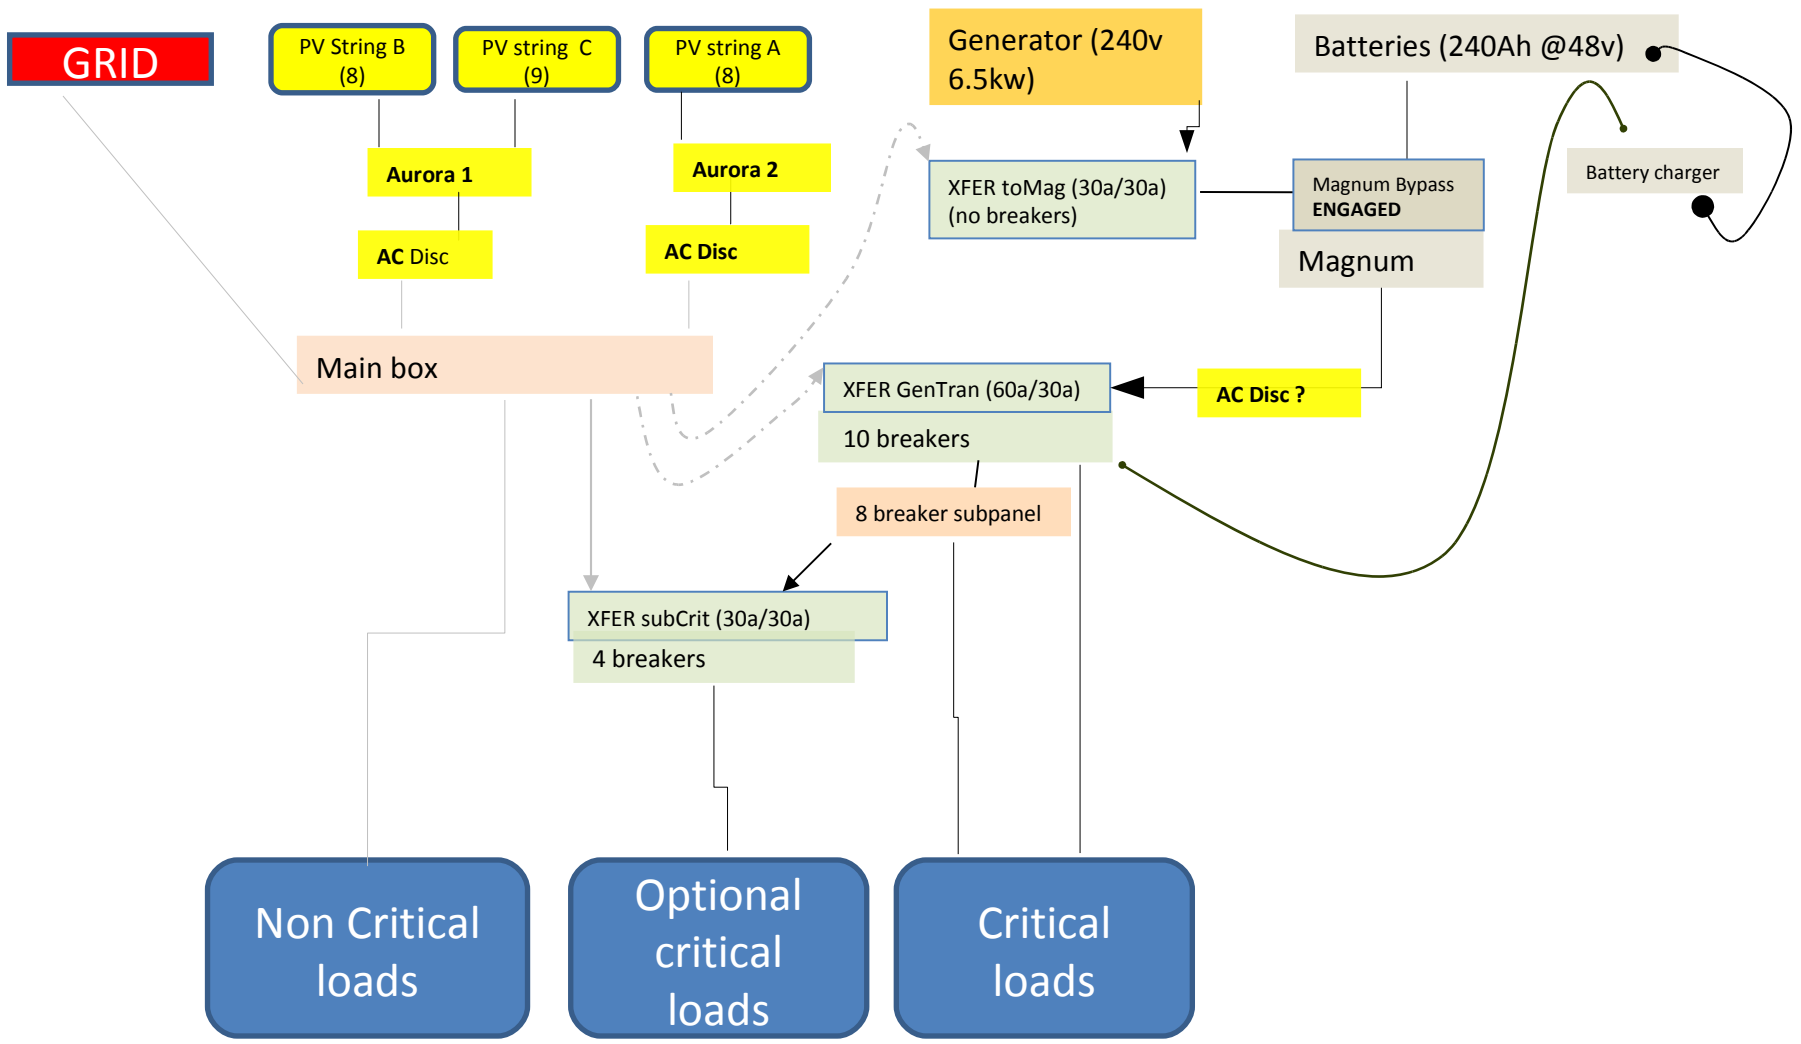 GRID
PV String B
(8)
PV string  C
(9)
PV string A
(8)
Generator (240v
6.5kw)
Batteries (240Ah @48v)
Aurora 1
Aurora 2
XFER toMag (30a/30a)
(no breakers)
Magnum Bypass
ENGAGED
Battery charger
AC Disc
AC Disc
Magnum
Main box
XFER GenTran (60a/30a)
AC Disc ?
10 breakers
8 breaker subpanel
XFER subCrit (30a/30a)
4 breakers
Non Critical
loads
Optional
critical
loads
Critical
loads